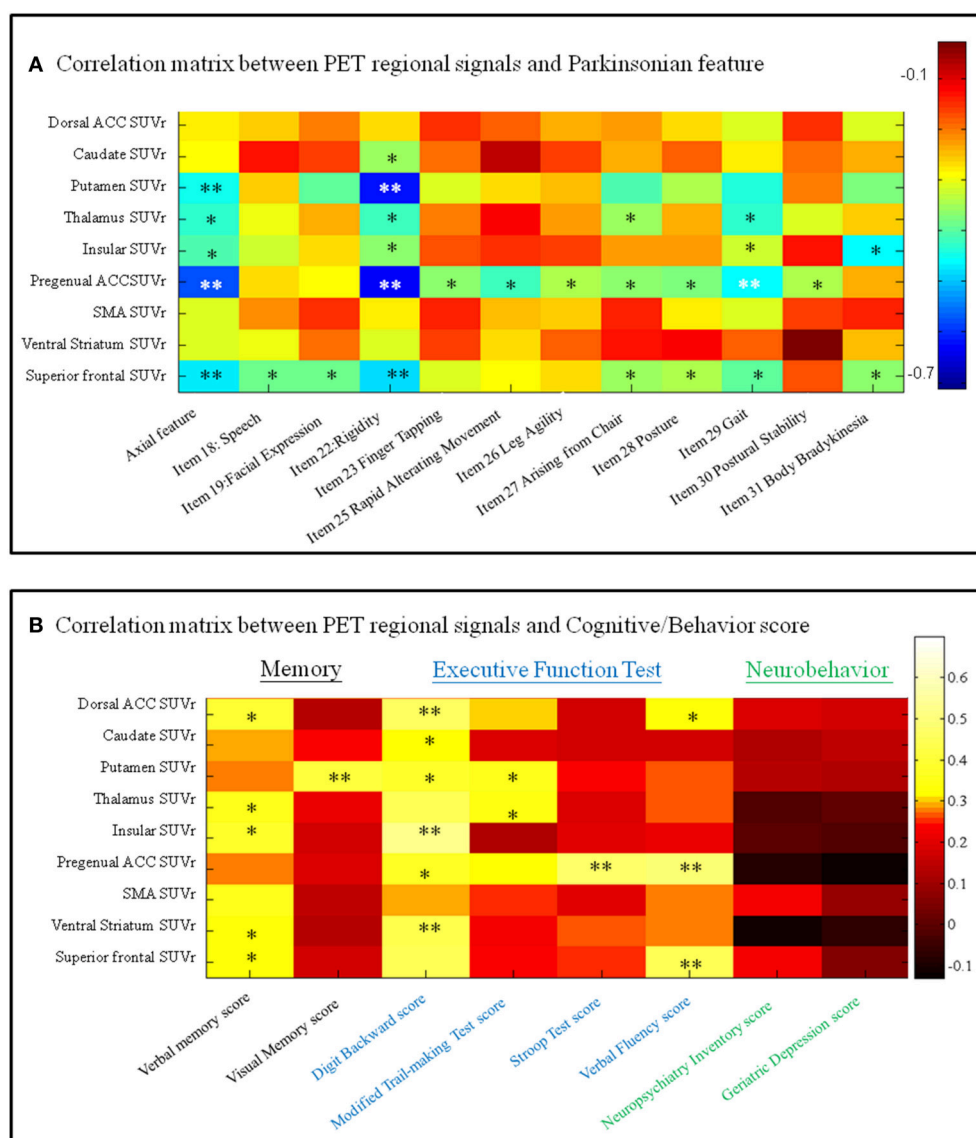 A Correlation matrix between PET regional signals and Parkinsonian feature
-0.1
Dorsal ACC SUVr
Caudate SUVr *
Putamen SUVr ** **
Thalamus SUVr * * * *
Insular SUVr * * * *
Pregenual ACCSUVr ** ** * * * * * ** *
SMA SUVr
Ventral Striatum SUVr
Superior frontal SUVr ** * * ** * * * *
-0.7
Axial feature
Item 18: Speech
Item 19:Facial Expression
Item 22:Rigidity
Item 23 Finger Tapping
Item 25 Rapid Alterating Movement
Item 26 Leg Agility
Item 27 Arising from Chair
Item 28 Posture
Item 29 Gait
Item 30 Postural Stability
Item 31 Body Bradykinesia
B Correlation matrix between PET regional signals and Cognitive/Behavior score
Memory Executive Function Test Neurobehavior
Dorsal ACC SUVr * ** *
Caudate SUVr *
Putamen SUVr ** * *
Thalamus SUVr * *
Insular SUVr * **
Pregenual ACC SUVr * ** **
SMA SUVr
Ventral Striatum SUVr * **
Superior frontal SUVr * **
0.6
0.5
0.4
0.3
0.2
0.1
0
-0.1
Verbal memory score
Visual Memory score
Digit Backward score
Modified Trail-making Test score
Stroop Test score
Verbal Fluency score
Neuropsychiatry Inventory score
Geriatric Depression score